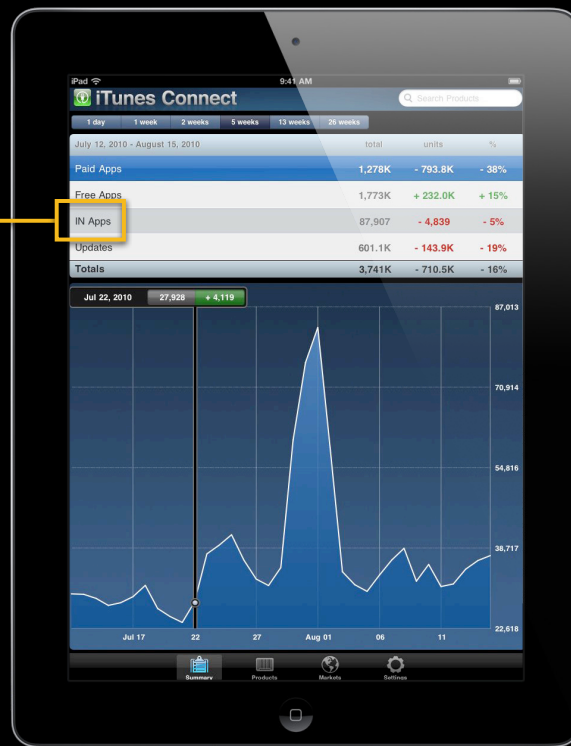 iPad 9:41 AM
iTunes Connect Search Products
1 day 1 week 2 weeks 5 weeks 13 weeks 26 weeks
July 12, 2010 - August 15, 2010 total units %
Paid Apps 1,278K - 793.8K - 38%
Free Apps 1,773K + 232.0K + 15%
IN Apps 87,907 - 4,839 - 5%
Updates 601.1K - 143.9K - 19%
Totals 3,741K - 710.5K - 16%
Jul 22, 2010 27,928 + 4,119
87,013
70,914
54,816
38,717
22,618
Jul 17 22 27 Aug 01 06 11
Summary Products Markets Settings